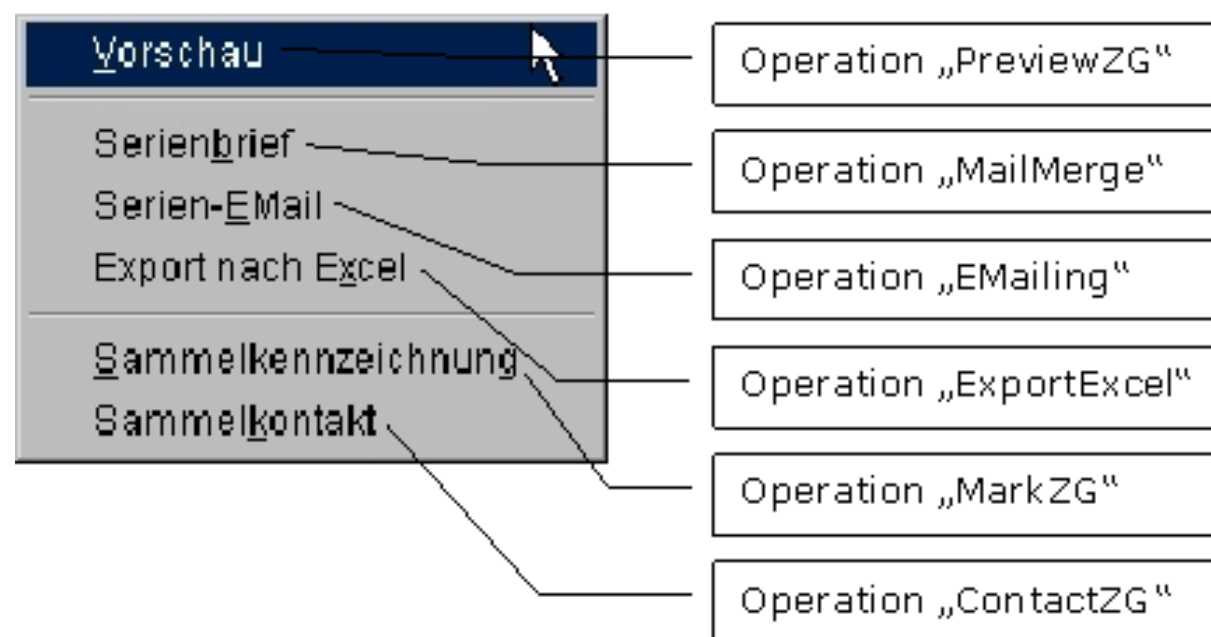 Vorschau
Serienbrief
Serien-EMail
Export nach Excel
Sammelkennzeichnung
Sammelkontakt
Operation „PreviewZG“
Operation „MailMerge“
Operation „EMailing“
Operation „ExportExcel“
Operation „MarkZG“
Operation „ContactZG“